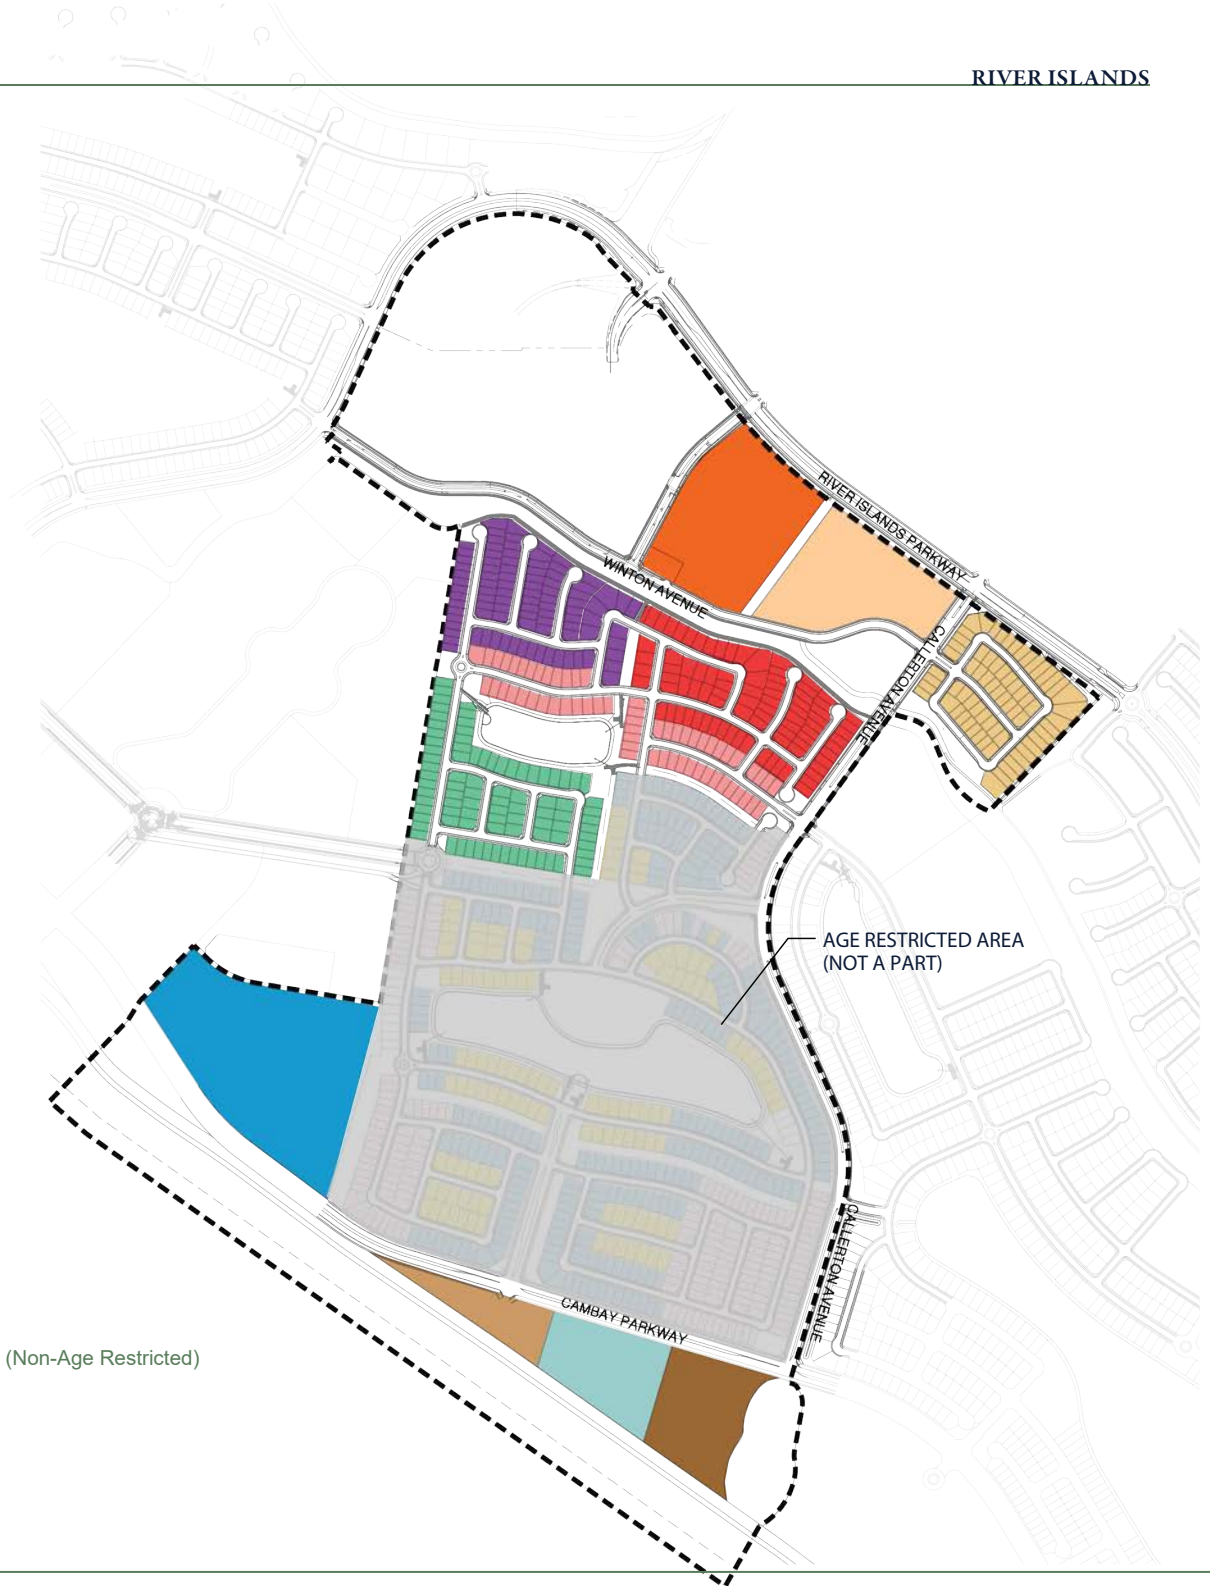 RIVER ISLANDS
RIVER ISLANDS PARKWAY
WINTON AVENUE
CALLERTON AVENUE
AGE RESTRICTED AREA
(NOT A PART)
CALLERTON AVENUE
CAMBAY PARKWAY
(Non-Age Restricted)